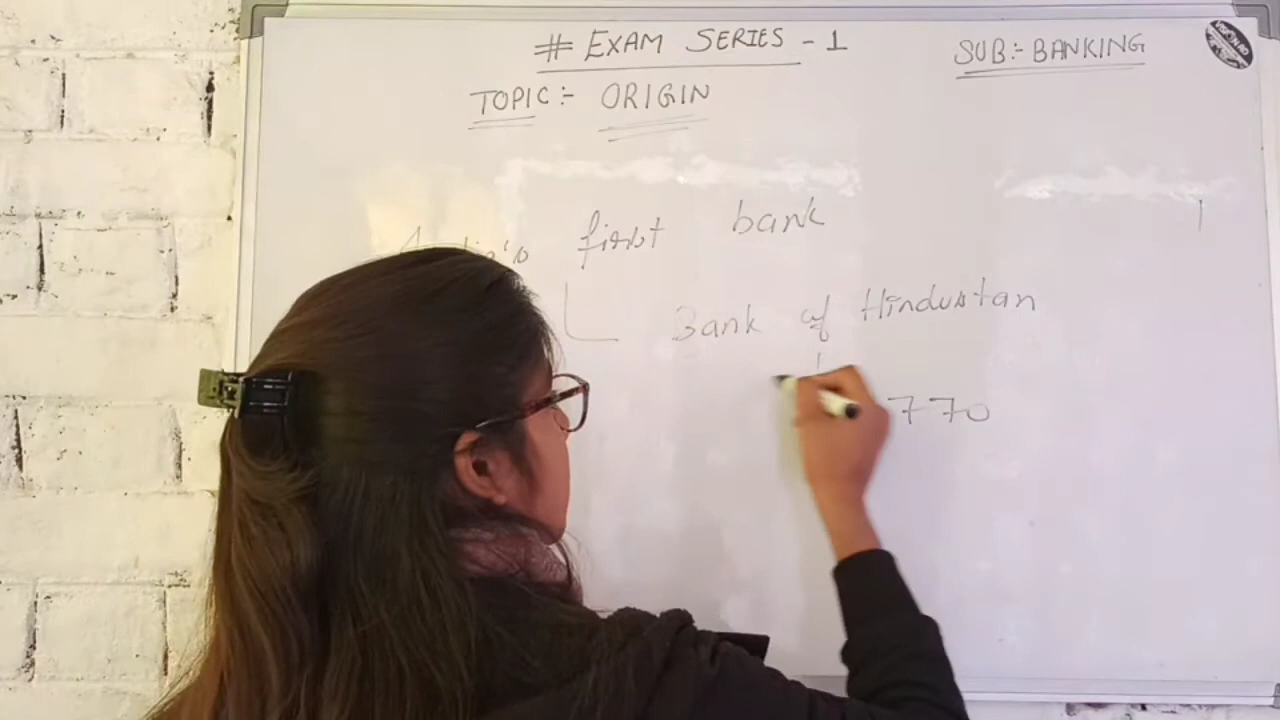 # EXAM SERIES - 1
SUB:- BANKING
TOPIC:- ORIGIN
first bank
Bank of Hindustan
770